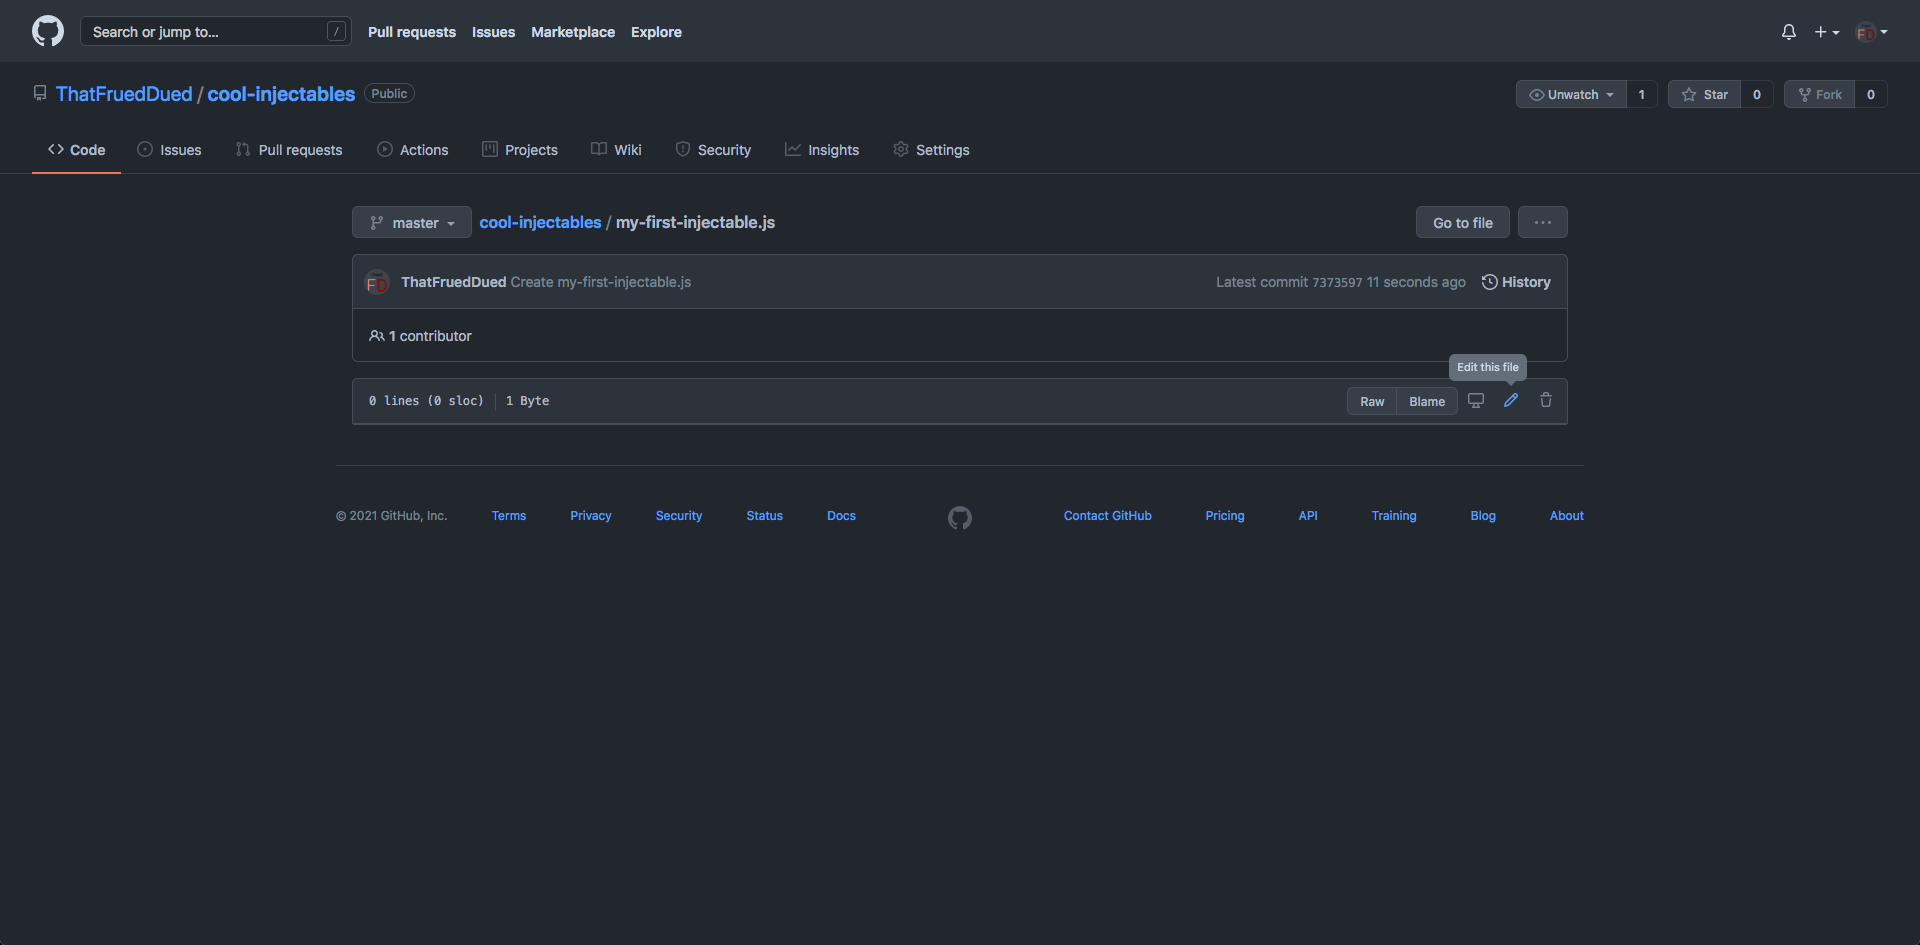 Search or jump to... /
Pull requests Issues Marketplace Explore
FD
ThatFruedDued / cool-injectables Public
Unwatch 1 Star 0 Fork 0
Code Issues Pull requests Actions Projects Wiki Security Insights Settings
master cool-injectables / my-first-injectable.js Go to file ...
FD ThatFruedDued Create my-first-injectable.js Latest commit 7373597 11 seconds ago History
1 contributor
Edit this file
0 lines (0 sloc) 1 Byte Raw Blame
© 2021 GitHub, Inc. Terms Privacy Security Status Docs Contact GitHub Pricing API Training Blog About